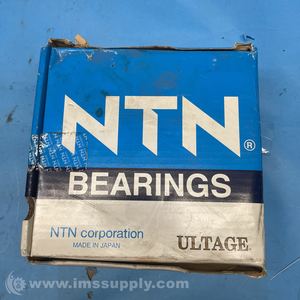 NTN®
BEARINGS
NTN corporation
MADE IN JAPAN
ULTAGE
© www.imssupply.com